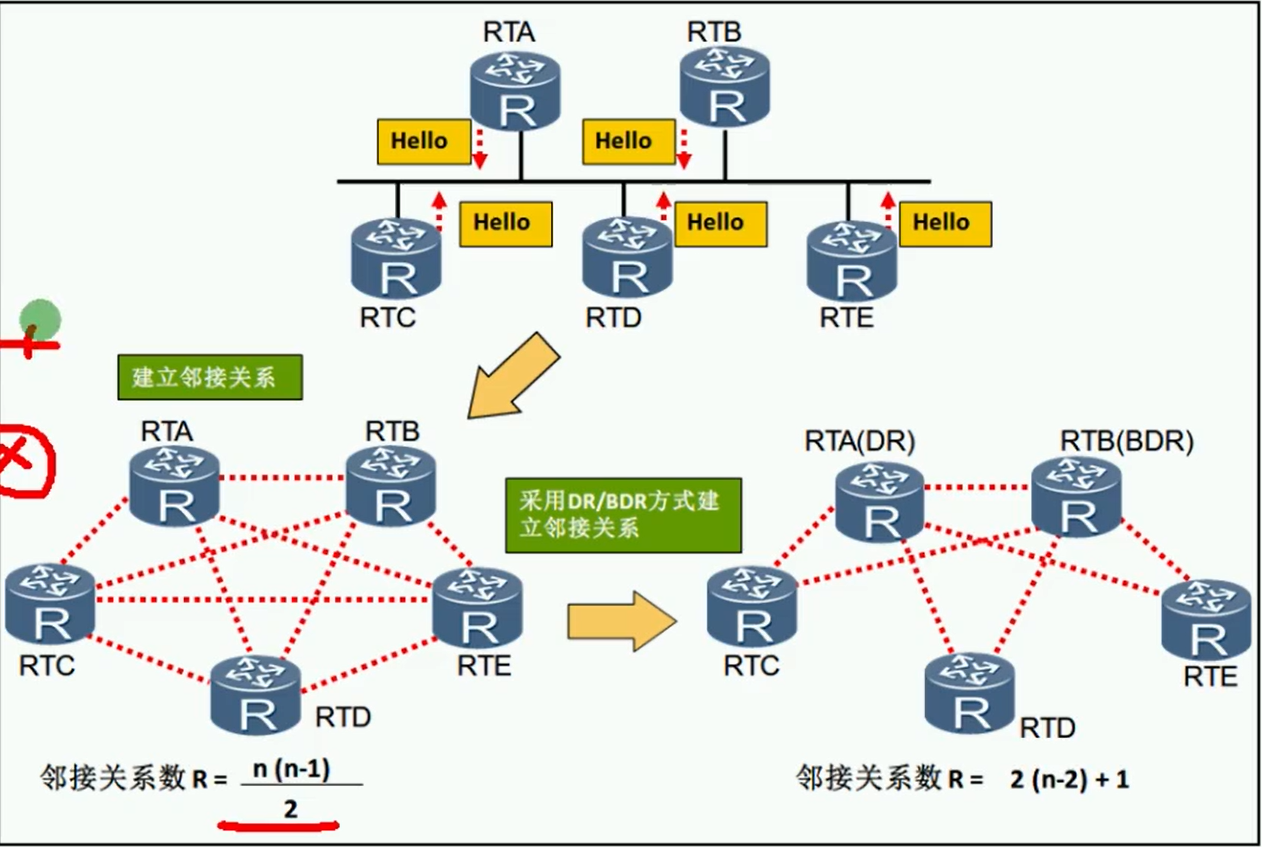 RTA
RTB
Hello
Hello
R
R
Hello
Hello
Hello
R
R
R
RTC
RTD
RTE
建立邻接关系
RTA
RTB
R
R
R
R
RTC
RTE
R
RTD
邻接关系数 R = n (n-1)
2
采用DR/BDR方式建
立邻接关系
RTA(DR)
RTB(BDR)
R
R
R
R
RTC
RTE
R
RTD
邻接关系数 R = 2 (n-2) + 1